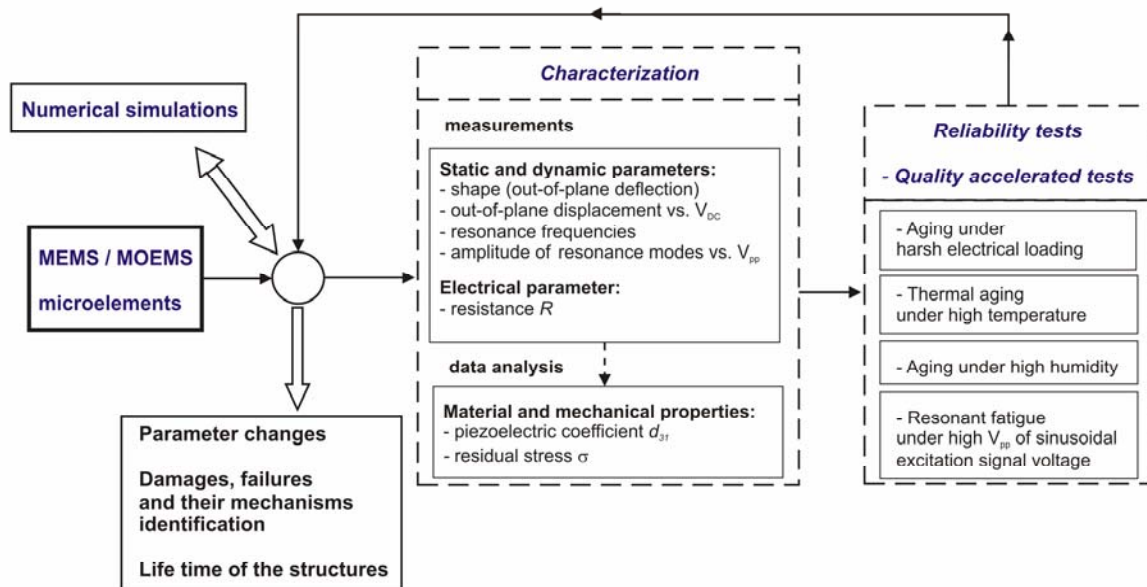 Numerical simulations
MEMS / MOEMS
microelements
Parameter changes
Damages, failures
and their mechanisms
identification
Life time of the structures
Characterization
measurements
Static and dynamic parameters:
- shape (out-of-plane deflection)
- out-of-plane displacement vs. V_DC
- resonance frequencies
- amplitude of resonance modes vs. V_pp
Electrical parameter:
- resistance R
data analysis
Material and mechanical properties:
- piezoelectric coefficient d_31
- residual stress σ
Reliability tests
- Quality accelerated tests
- Aging under
harsh electrical loading
- Thermal aging
under high temperature
- Aging under high humidity
- Resonant fatigue
under high V_pp of sinusoidal
excitation signal voltage